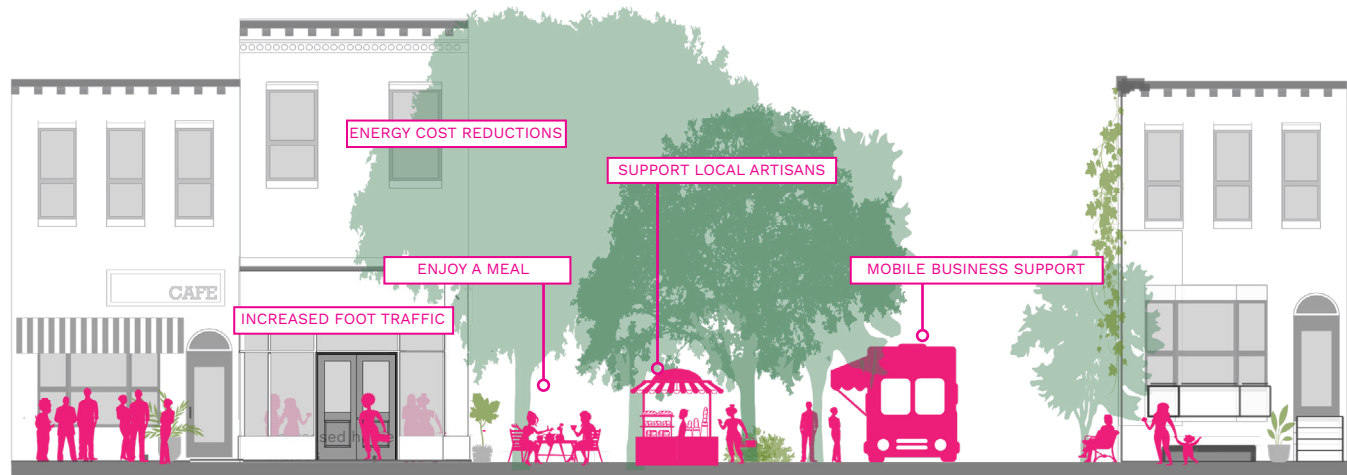 ENERGY COST REDUCTIONS
SUPPORT LOCAL ARTISANS
ENJOY A MEAL
MOBILE BUSINESS SUPPORT
CAFE
INCREASED FOOT TRAFFIC